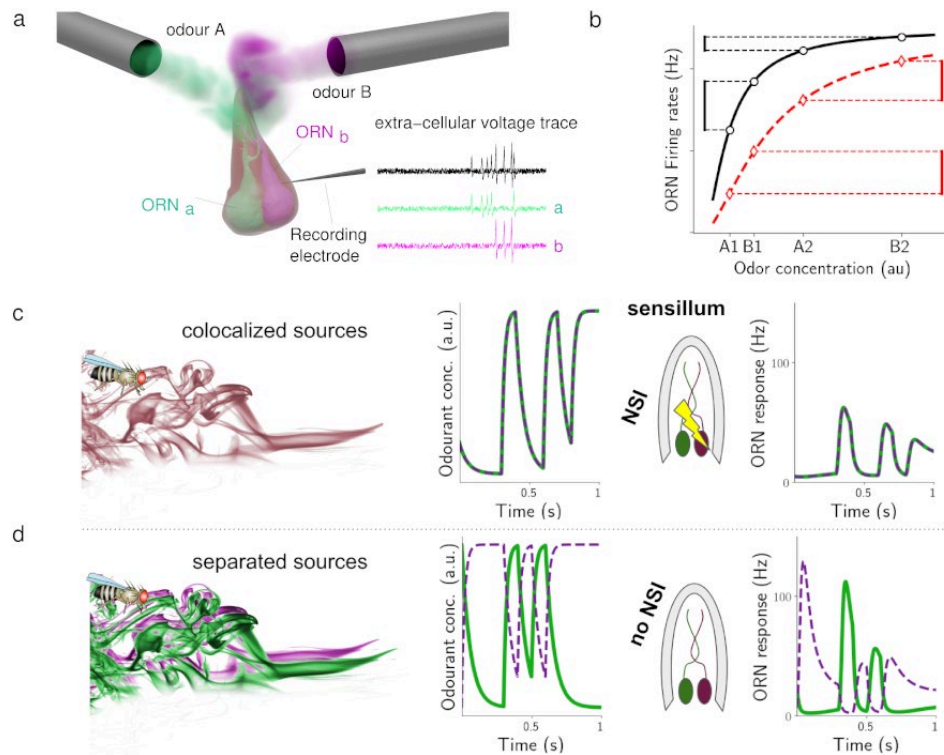 a
odour A
odour B
ORN b
ORN a
extra-cellular voltage trace
a
b
Recording
electrode
b
ORN Firing rates (Hz)
A1 B1 A2 B2
Odor concentration (au)
c
colocalized sources
Odourant conc. (a.u.)
0.5 1
Time (s)
sensillum
NSI
ORN response (Hz)
100
0
0.5 1
Time (s)
d
separated sources
Odourant conc. (a.u.)
0.5 1
Time (s)
no NSI
ORN response (Hz)
100
0
0.5 1
Time (s)